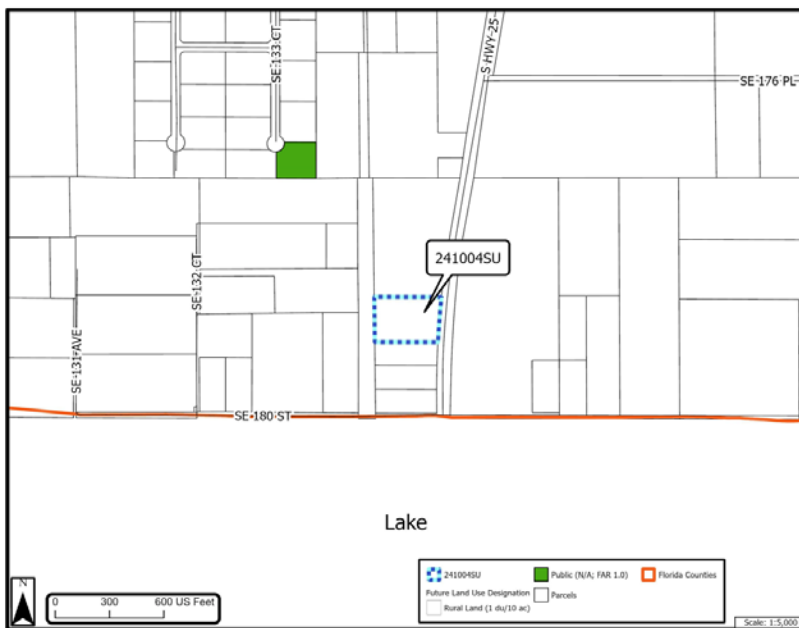 SE 133 CT
S HWY 25
SE 176 PL
241004SU
SE 132 CT
SE 131 AVE
SE 180 ST
Lake
N
0 300 600 US Feet
241004SU
Public (N/A; FAR 1.0)
Florida Counties
Future Land Use Designation
Parcels
Rural Land (1 du/10 ac)
Scale: 1:5,000